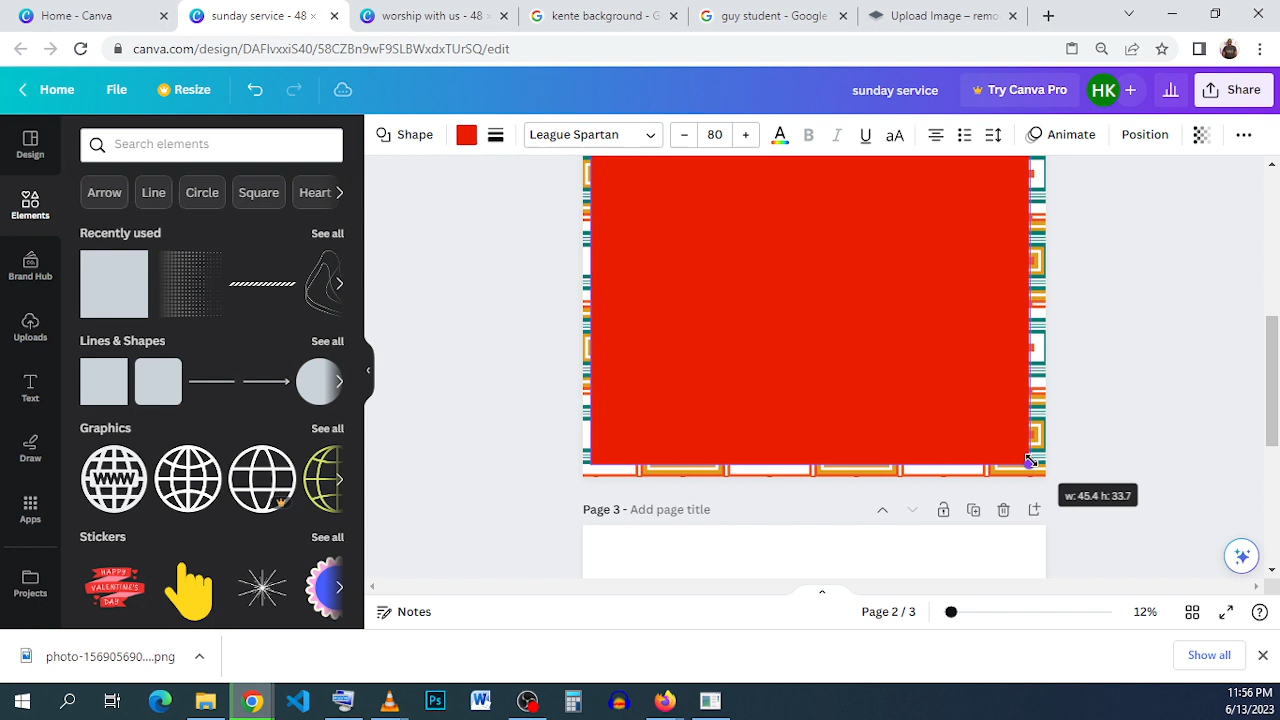 Home - Canva
sunday service - 48
worship with us - 48
kente background - G
guy student - Google
Upload Image – remo
canva.com/design/DAFlvxxiS40/58CZBn9wF9SLBWxdxTUrSQ/edit
Home
File
Resize
sunday service
Try Canva Pro
HK
Share
Design
Elements
Brand Hub
Uploads
Text
Draw
Apps
Projects
Search elements
Arrow
Line
Circle
Square
Heart
Recently used
See all
Lines & Shapes
See all
Graphics
See all
WWW
Stickers
See all
HAPPY
VALENTINE'S
DAY
Shape
League Spartan
– 80 +
A
B
I
U
aA
Animate
Position
w: 45.4 h: 33.7
Page 3 - Add page title
Notes
Page 2 / 3
12%
photo-156905690....png
Show all
Ps
W
11:56 PM
6/13/2023